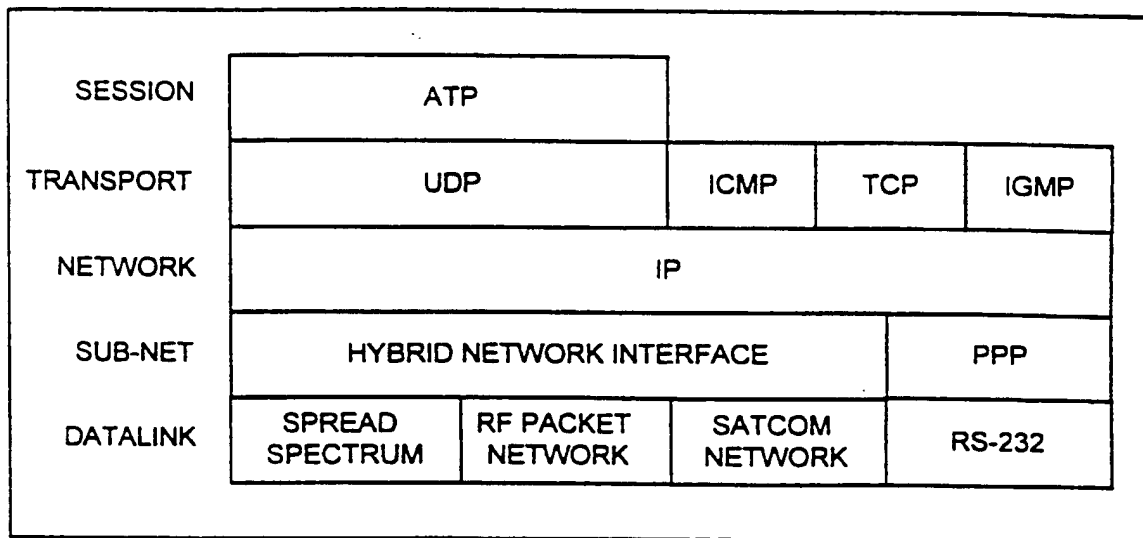 SESSION
ATP
TRANSPORT
UDP
ICMP
TCP
IGMP
NETWORK
IP
SUB-NET
HYBRID NETWORK INTERFACE
PPP
DATALINK
SPREAD
SPECTRUM
RF PACKET
NETWORK
SATCOM
NETWORK
RS-232